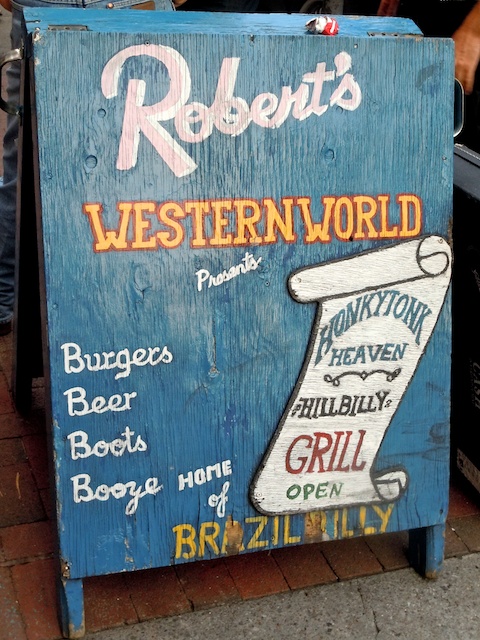 Robert's
WESTERNWORLD
Presents
HONKYTONK
HEAVEN
HILLBILLY
GRILL
OPEN
Burgers
Beer
Boots
Booze
HOME
of
BRAZILBILLY